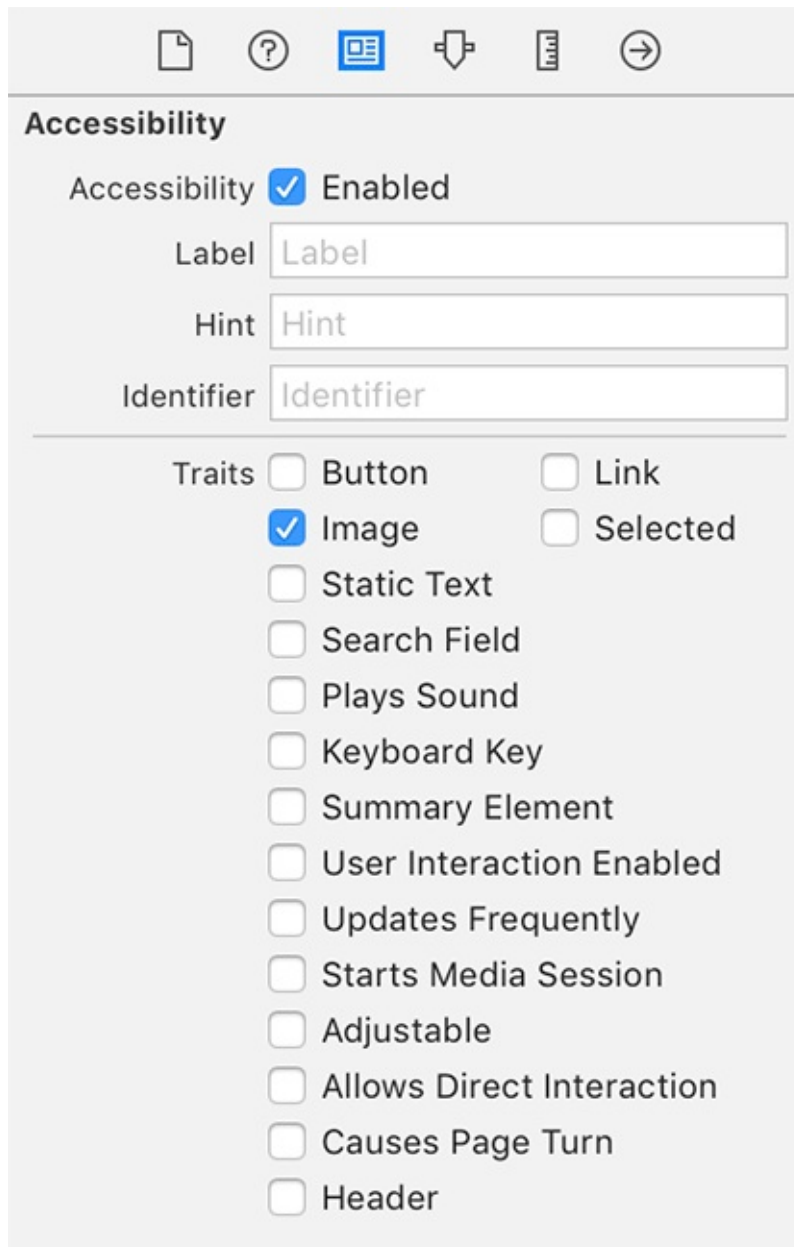 Accessibility
Accessibility Enabled
Label Label
Hint Hint
Identifier Identifier
Traits Button Link
Image Selected
Static Text
Search Field
Plays Sound
Keyboard Key
Summary Element
User Interaction Enabled
Updates Frequently
Starts Media Session
Adjustable
Allows Direct Interaction
Causes Page Turn
Header